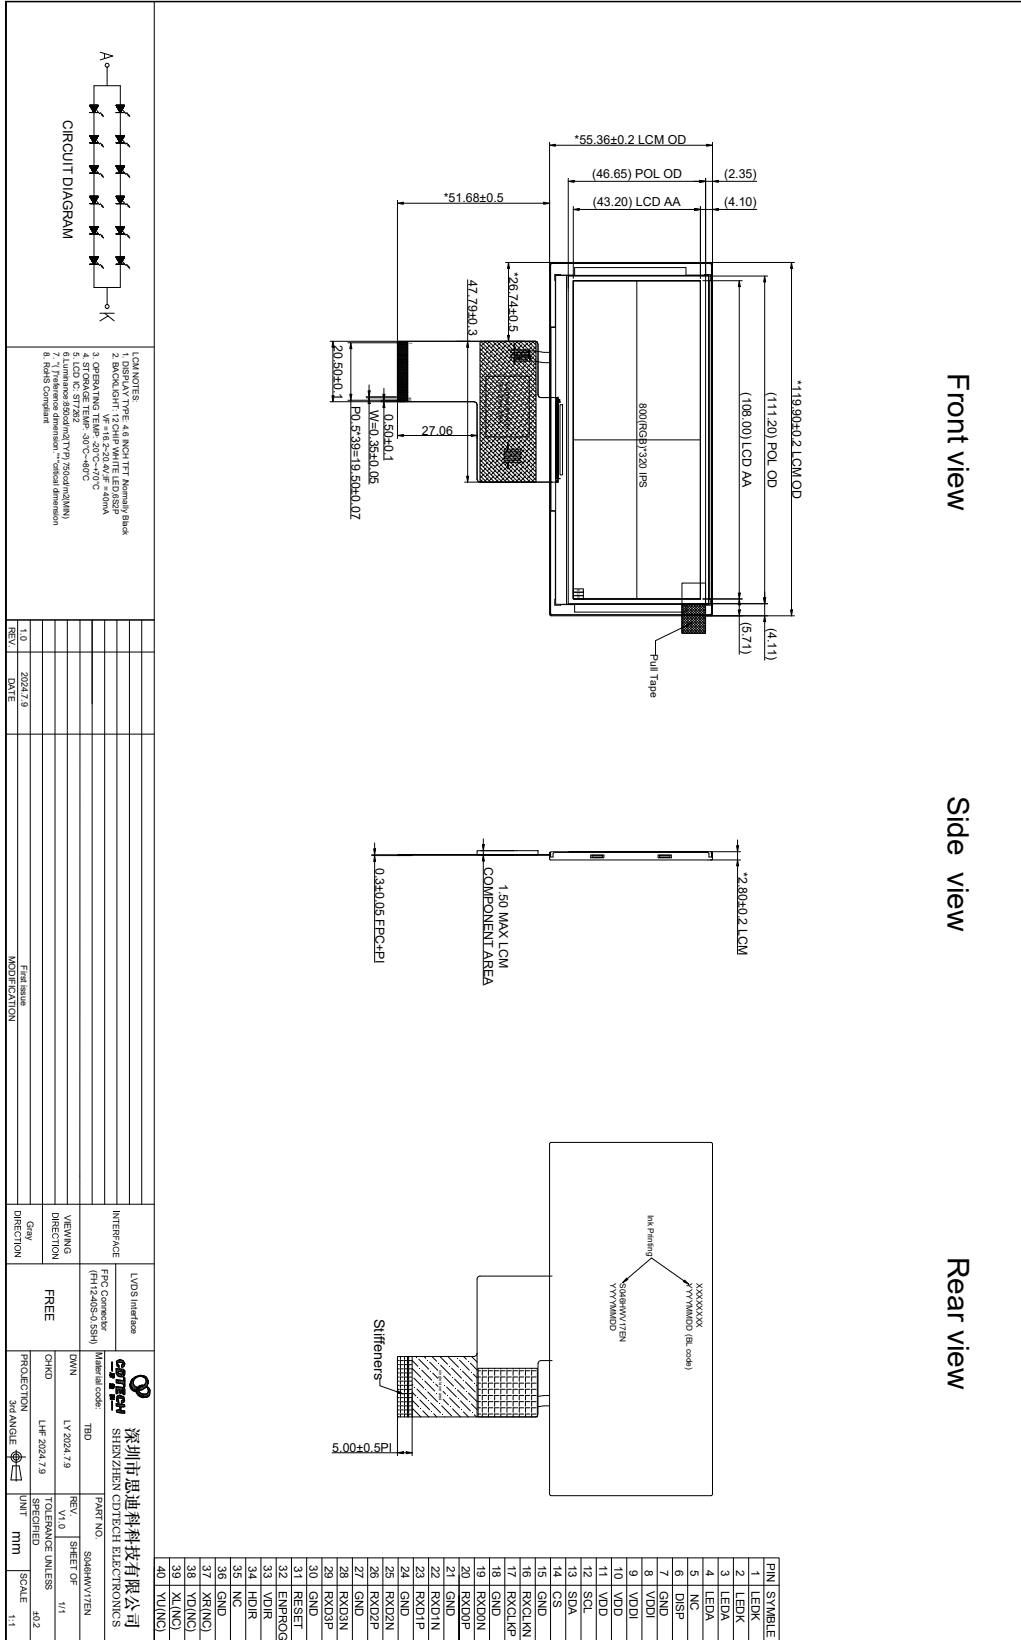 Front view
Side view
Rear view
*119.90±0.2 LCM OD
(111.20) POL OD
(4.11)
(108.00) LCD AA
(5.71)
*55.36±0.2 LCM OD
(46.65) POL OD
(2.35)
(43.20) LCD AA
(4.10)
*51.68±0.5
*26.74±0.5
47.79±0.3
20.50±0.1
0.50±0.1
W=0.35±0.05
P0.5*39=19.50±0.07
27.06
800(RGB)*320 IPS
Pull Tape
*2.80±0.2 LCM
1.50 MAX LCM
COMPONENT AREA
0.3±0.05 FPC+PI
Ink Printing
XXXXXXXX
YYYYMMDD (BL code)
S046HWV17EN
YYYYMMDD
Stiffeners
5.00±0.5PI
PIN SYMBLE
1 LEDK
2 LEDK
3 LEDA
4 LEDA
5 NC
6 DISP
7 GND
8 VDDI
9 VDDI
10 VDD
11 VDD
12 SCL
13 SDA
14 CS
15 GND
16 RXCLKN
17 RXCLKP
18 GND
19 RXD0N
20 RXD0P
21 GND
22 RXD1N
23 RXD1P
24 GND
25 RXD2N
26 RXD2P
27 GND
28 RXD3N
29 RXD3P
30 GND
31 RESET
32 ENPROG
33 VDIR
34 HDIR
35 NC
36 GND
37 XR(NC)
38 YD(NC)
39 XL(NC)
40 YU(NC)
A
K
CIRCUIT DIAGRAM
LCM NOTES:
1. DISPLAY TYPE: 4.6 INCH TFT ,Normally Black
2. BACKLIGHT: 12 CHIP WHITE LED,6S2P
VF =16.2~20.4V,IF =40mA
3. OPERATING TEMP: -20°C~+70°C
4. STORAGE TEMP: -30°C~+80°C
5. LCD IC: ST7262
6.Luminance:850cd/m2(TYP),750cd/m2(MIN)
7. "( )"reference dimension, "*"critical dimension
8. RoHS Compliant
1.0 2024.7.9 First issue
REV. DATE MODIFICATION
INTERFACE
LVDS Interface
FPC Connector
(FH12-40S-0.5SH)
VIEWING
DIRECTION
FREE
Gray
DIRECTION
CDTECH
深圳市思迪科科技有限公司
SHENZHEN CDTECH ELECTRONICS
Material code: TBD
PART NO. S046HWV17EN
DWN LY 2024.7.9
REV. V1.0
SHEET OF 1/1
CHKD LHF 2024.7.9
TOLERANCE UNLESS
SPECIFIED ±0.2
PROJECTION 3rd ANGLE
UNIT mm
SCALE 1:1